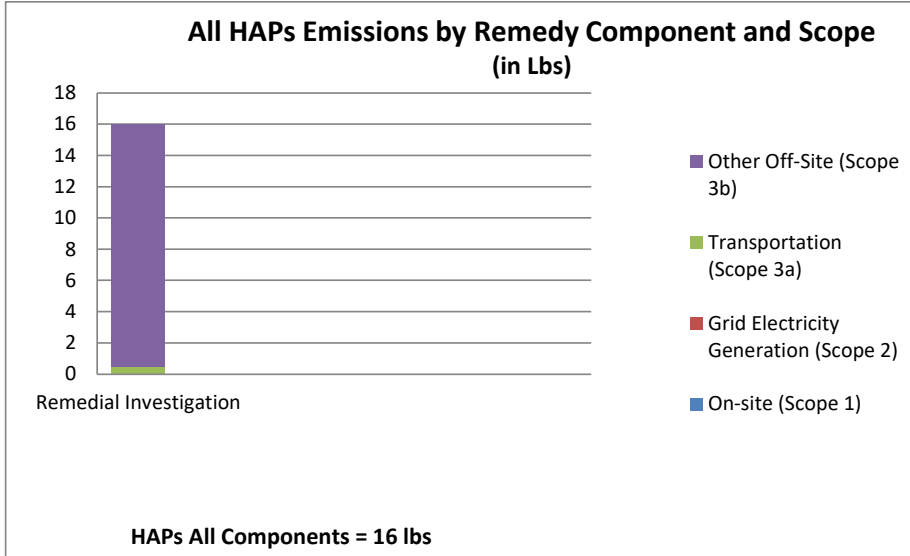 All HAPs Emissions by Remedy Component and Scope
(in Lbs)
18
16
14
12
10
8
6
4
2
0
Remedial Investigation
Other Off-Site (Scope
3b)
Transportation
(Scope 3a)
Grid Electricity
Generation (Scope 2)
On-site (Scope 1)
HAPs All Components = 16 lbs